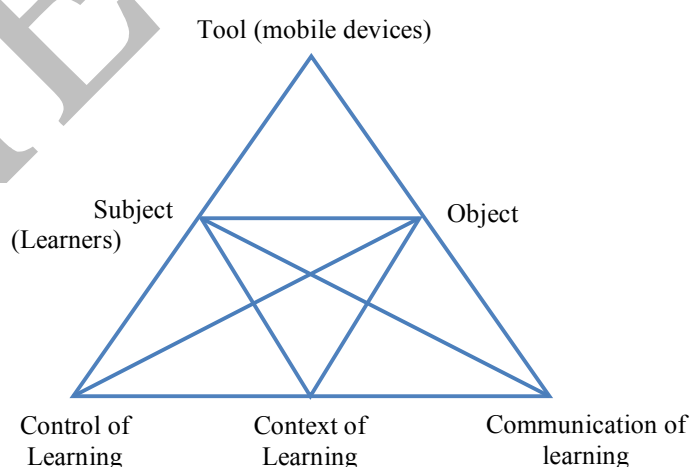 Tool (mobile devices)
Subject
(Learners)
Object
Control of
Learning
Context of
Learning
Communication of
learning